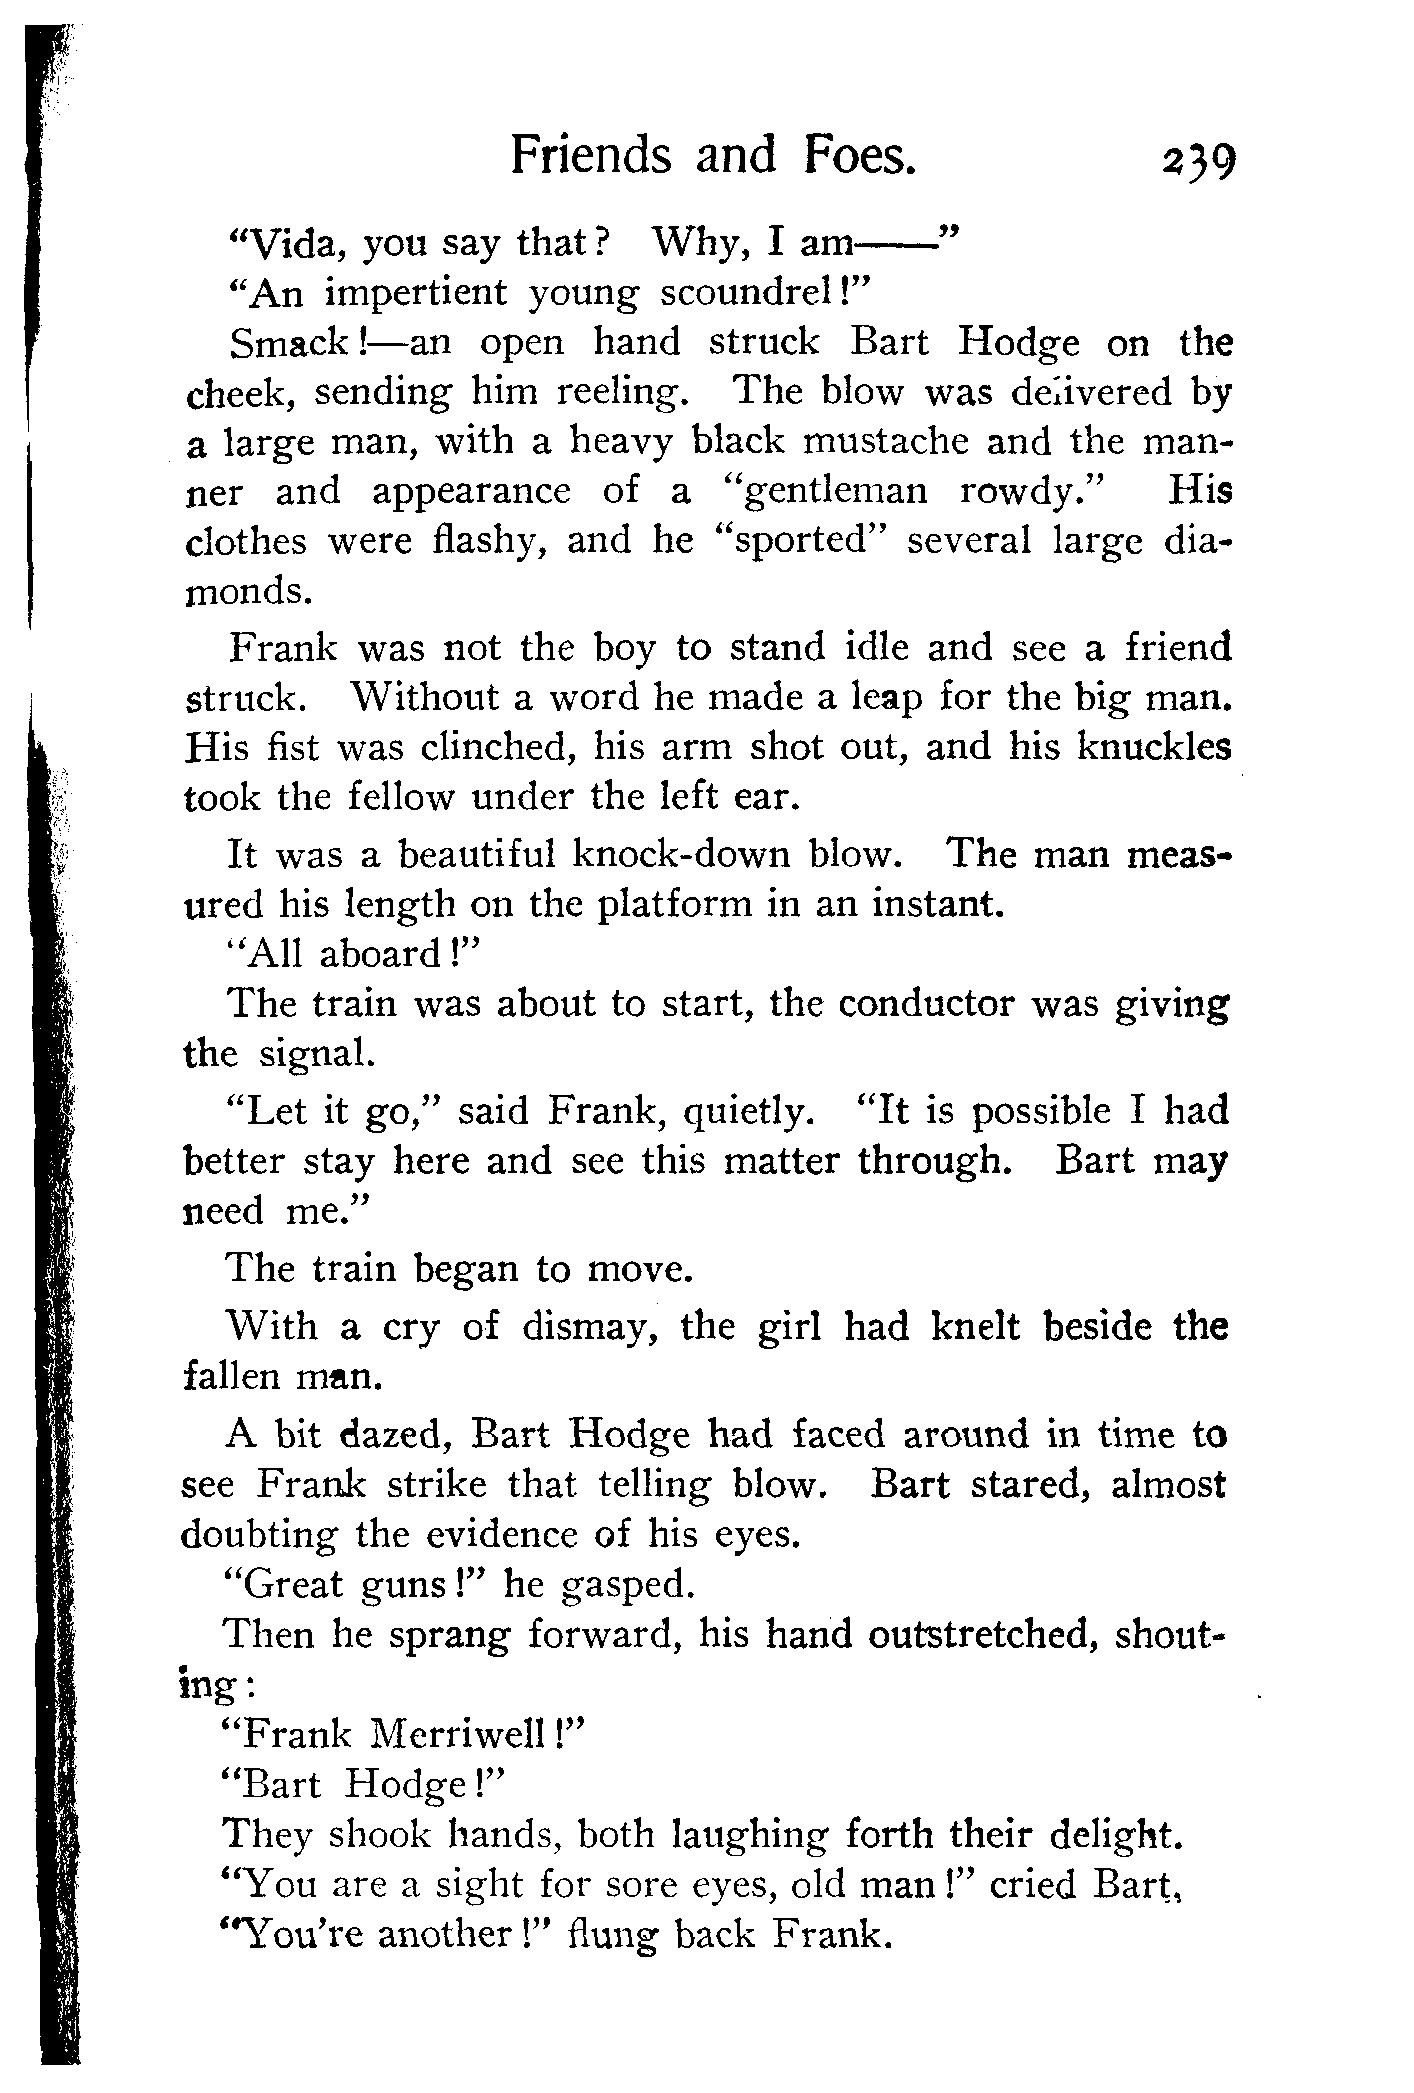 Friends and Foes. 239
"Vida, you say that? Why, I am——"
"An impertient young scoundrel!"
Smack!—an open hand struck Bart Hodge on the
cheek, sending him reeling. The blow was delivered by
a large man, with a heavy black mustache and the man-
ner and appearance of a "gentleman rowdy." His
clothes were flashy, and he "sported" several large dia-
monds.
Frank was not the boy to stand idle and see a friend
struck. Without a word he made a leap for the big man.
His fist was clinched, his arm shot out, and his knuckles
took the fellow under the left ear.
It was a beautiful knock-down blow. The man meas-
ured his length on the platform in an instant.
"All aboard!"
The train was about to start, the conductor was giving
the signal.
"Let it go," said Frank, quietly. "It is possible I had
better stay here and see this matter through. Bart may
need me."
The train began to move.
With a cry of dismay, the girl had knelt beside the
fallen man.
A bit dazed, Bart Hodge had faced around in time to
see Frank strike that telling blow. Bart stared, almost
doubting the evidence of his eyes.
"Great guns!" he gasped.
Then he sprang forward, his hand outstretched, shout-
ing:
"Frank Merriwell!"
"Bart Hodge!"
They shook hands, both laughing forth their delight.
"You are a sight for sore eyes, old man!" cried Bart,
"You're another!" flung back Frank.